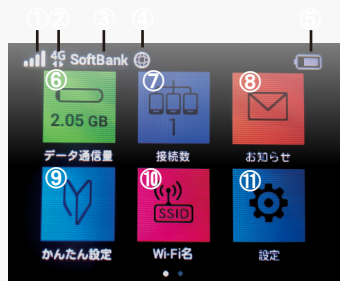 ① ② ③ ④ ⑤
4G SoftBank
⑥ ⑦ ⑧
2.05 GB 1
データ通信量 接続数 お知らせ
⑨ ⑩ ⑪
SSID
かんたん設定 Wi-Fi名 設定